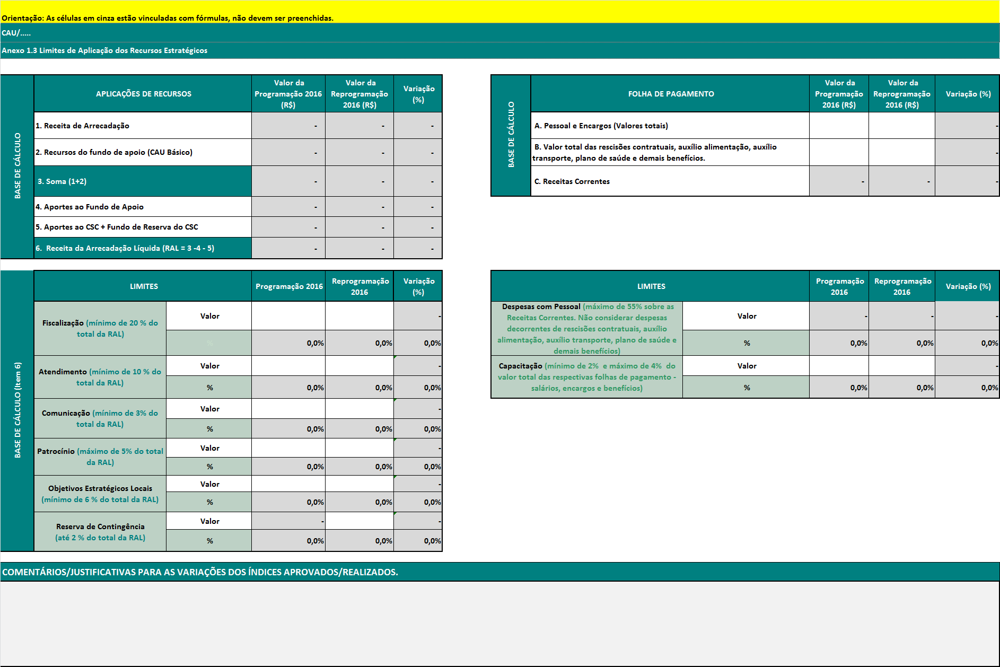 Orientação: As células em cinza estão vinculadas com fórmulas, não devem ser preenchidas.
CAU/.....
Anexo 1.3 Limites de Aplicação dos Recursos Estratégicos
BASE DE CÁLCULO
APLICAÇÕES DE RECURSOS
Valor da
Programação 2016
(R$)
Valor da
Reprogramação
2016 (R$)
Variação
(%)
1. Receita de Arrecadação
- - -
2. Recursos do fundo de apoio (CAU Básico)
- - -
3. Soma (1+2)
- - -
4. Aportes ao Fundo de Apoio
- - -
5. Aportes ao CSC + Fundo de Reserva do CSC
- - -
6. Receita da Arrecadação Líquida (RAL = 3 -4 - 5)
- - -
BASE DE CÁLCULO
FOLHA DE PAGAMENTO
Valor da
Programação
2016 (R$)
Valor da
Reprogramação
2016 (R$)
Variação (%)
A. Pessoal e Encargos (Valores totais)
-
B. Valor total das rescisões contratuais, auxílio alimentação, auxílio
transporte, plano de saúde e demais benefícios.
-
C. Receitas Correntes
- - -
BASE DE CÁLCULO (Item 6)
LIMITES
Programação 2016
Reprogramação
2016
Variação
(%)
Fiscalização (mínimo de 20 % do
total da RAL)
Valor
-
%
0,0% 0,0% 0,0%
Atendimento (mínimo de 10 % do
total da RAL)
Valor
-
%
0,0% 0,0% 0,0%
Comunicação (mínimo de 3% do
total da RAL)
Valor
-
%
0,0% 0,0% 0,0%
Patrocínio (máximo de 5% do total
da RAL)
Valor
-
%
0,0% 0,0% 0,0%
Objetivos Estratégicos Locais
(mínimo de 6 % do total da RAL)
Valor
-
%
0,0% 0,0% 0,0%
Reserva de Contingência
(até 2 % do total da RAL)
Valor
- -
%
0,0% 0,0% 0,0%
LIMITES
Programação
2016
Reprogramação
2016
Variação (%)
Despesas com Pessoal (máximo de 55% sobre as
Receitas Correntes. Não considerar despesas
decorrentes de rescisões contratuais, auxílio
alimentação, auxílio transporte, plano de saúde e
demais benefícios)
Valor
- - -
%
0,0% 0,0% 0,0%
Capacitação (mínimo de 2% e máximo de 4% do
valor total das respectivas folhas de pagamento -
salários, encargos e benefícios)
Valor
-
%
0,0% 0,0% 0,0%
COMENTÁRIOS/JUSTIFICATIVAS PARA AS VARIAÇÕES DOS ÍNDICES APROVADOS/REALIZADOS.